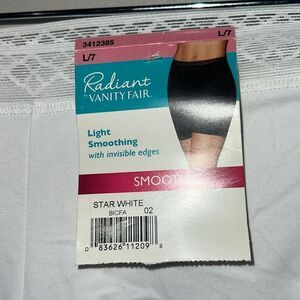 3412385
L/7
L/7
Radiant
BY VANITY FAIR.
Light
Smoothing
with invisible edges
SMOOT
STAR WHITE
BICFA 02
0 83626 11209 8